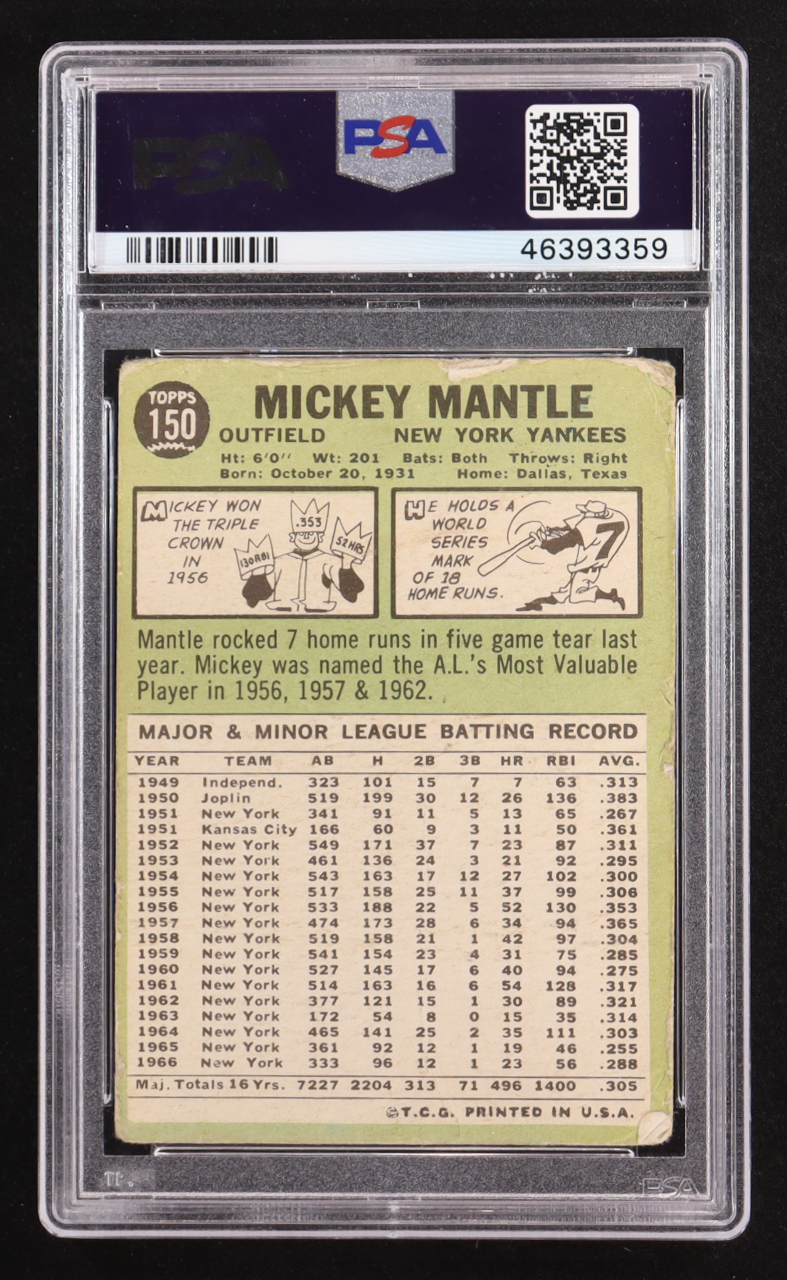 PSA
PSA
46393359
TOPPS
150
MICKEY MANTLE
OUTFIELD NEW YORK YANKEES
Ht: 6'0" Wt: 201 Bats: Both Throws: Right
Born: October 20, 1931 Home: Dallas, Texas
MICKEY WON
THE TRIPLE
CROWN
IN
1956
.353
130 RBI
52 HRS
HE HOLDS A
WORLD
SERIES
MARK
OF 18
HOME RUNS.
7
Mantle rocked 7 home runs in five game tear last
year. Mickey was named the A.L.'s Most Valuable
Player in 1956, 1957 & 1962.
MAJOR & MINOR LEAGUE BATTING RECORD
YEAR TEAM AB H 2B 3B HR RBI AVG.
1949 Independ. 323 101 15 7 7 63 .313
1950 Joplin 519 199 30 12 26 136 .383
1951 New York 341 91 11 5 13 65 .267
1951 Kansas City 166 60 9 3 11 50 .361
1952 New York 549 171 37 7 23 87 .311
1953 New York 461 136 24 3 21 92 .295
1954 New York 543 163 17 12 27 102 .300
1955 New York 517 158 25 11 37 99 .306
1956 New York 533 188 22 5 52 130 .353
1957 New York 474 173 28 6 34 94 .365
1958 New York 519 158 21 1 42 97 .304
1959 New York 541 154 23 4 31 75 .285
1960 New York 527 145 17 6 40 94 .275
1961 New York 514 163 16 6 54 128 .317
1962 New York 377 121 15 1 30 89 .321
1963 New York 172 54 8 0 15 35 .314
1964 New York 465 141 25 2 35 111 .303
1965 New York 361 92 12 1 19 46 .255
1966 New York 333 96 12 1 23 56 .288
Maj. Totals 16 Yrs. 7227 2204 313 71 496 1400 .305
©T.C.G. PRINTED IN U.S.A.
PSA